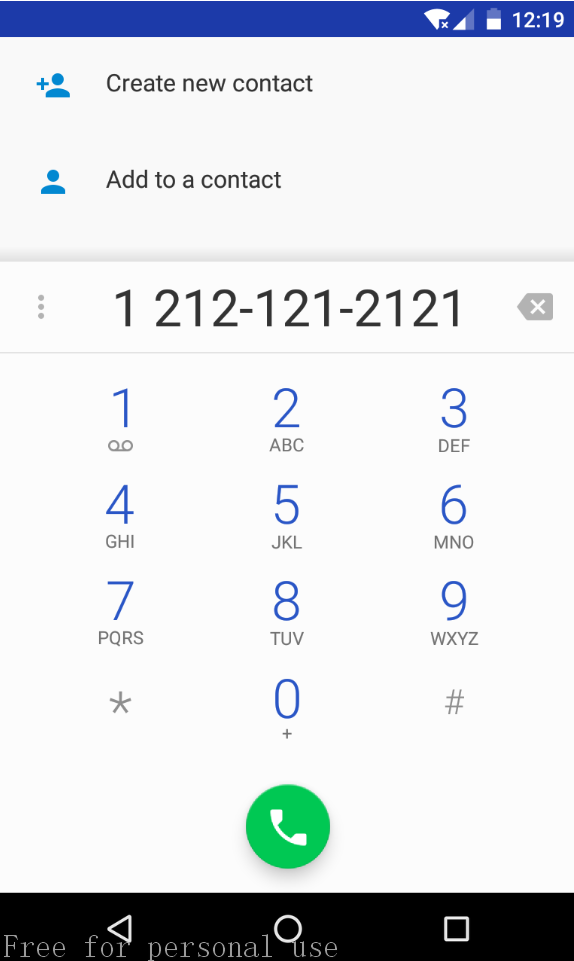 12:19
Create new contact
Add to a contact
1 212-121-2121
1 2 3
ABC DEF
4 5 6
GHI JKL MNO
7 8 9
PQRS TUV WXYZ
* 0 #
+
Free for personal use